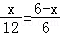 x/12 = 6-x/6